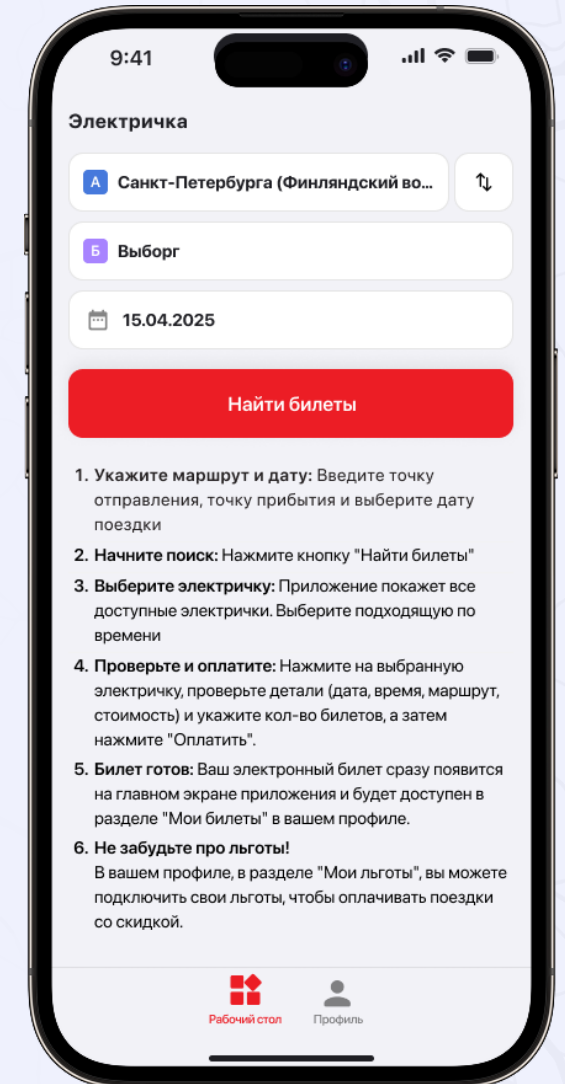 9:41
Электричка
А Санкт-Петербурга (Финляндский во...
Б Выборг
15.04.2025
Найти билеты
1. Укажите маршрут и дату: Введите точку
отправления, точку прибытия и выберите дату
поездки
2. Начните поиск: Нажмите кнопку "Найти билеты"
3. Выберите электричку: Приложение покажет все
доступные электрички. Выберите подходящую по
времени
4. Проверьте и оплатите: Нажмите на выбранную
электричку, проверьте детали (дата, время, маршрут,
стоимость) и укажите кол-во билетов, а затем
нажмите "Оплатить".
5. Билет готов: Ваш электронный билет сразу появится
на главном экране приложения и будет доступен в
разделе "Мои билеты" в вашем профиле.
6. Не забудьте про льготы!
В вашем профиле, в разделе "Мои льготы", вы можете
подключить свои льготы, чтобы оплачивать поездки
со скидкой.
Рабочий стол Профиль